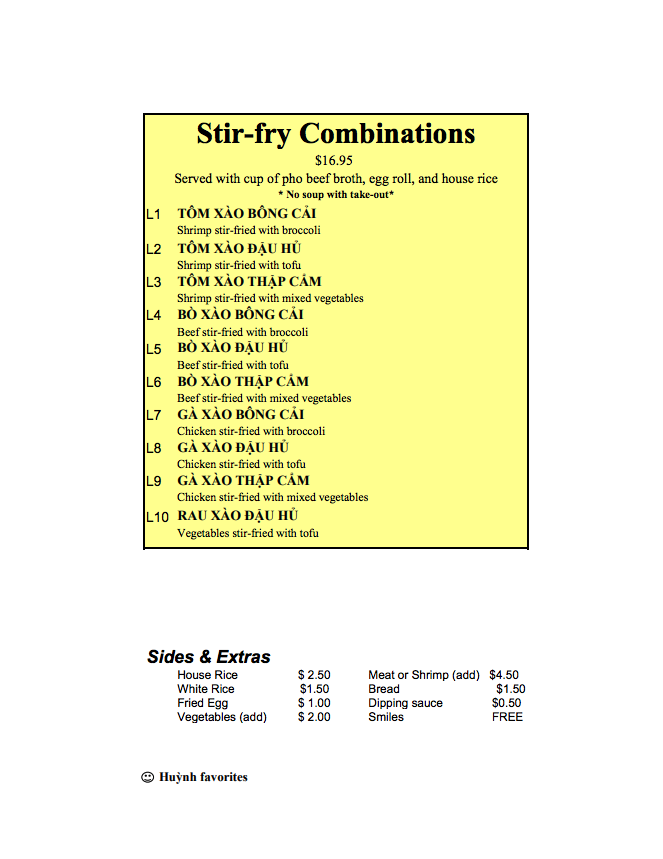 Stir-fry Combinations
$16.95
Served with cup of pho beef broth, egg roll, and house rice
* No soup with take-out*
L1 TÔM XÀO BÔNG CẢI
Shrimp stir-fried with broccoli
L2 TÔM XÀO ĐẬU HỦ
Shrimp stir-fried with tofu
L3 TÔM XÀO THẬP CẨM
Shrimp stir-fried with mixed vegetables
L4 BÒ XÀO BÔNG CẢI
Beef stir-fried with broccoli
L5 BÒ XÀO ĐẬU HỦ
Beef stir-fried with tofu
L6 BÒ XÀO THẬP CẨM
Beef stir-fried with mixed vegetables
L7 GÀ XÀO BÔNG CẢI
Chicken stir-fried with broccoli
L8 GÀ XÀO ĐẬU HỦ
Chicken stir-fried with tofu
L9 GÀ XÀO THẬP CẨM
Chicken stir-fried with mixed vegetables
L10 RAU XÀO ĐẬU HỦ
Vegetables stir-fried with tofu
Sides & Extras
House Rice $ 2.50 Meat or Shrimp (add) $4.50
White Rice $1.50 Bread $1.50
Fried Egg $ 1.00 Dipping sauce $0.50
Vegetables (add) $ 2.00 Smiles FREE
☺ Huỳnh favorites